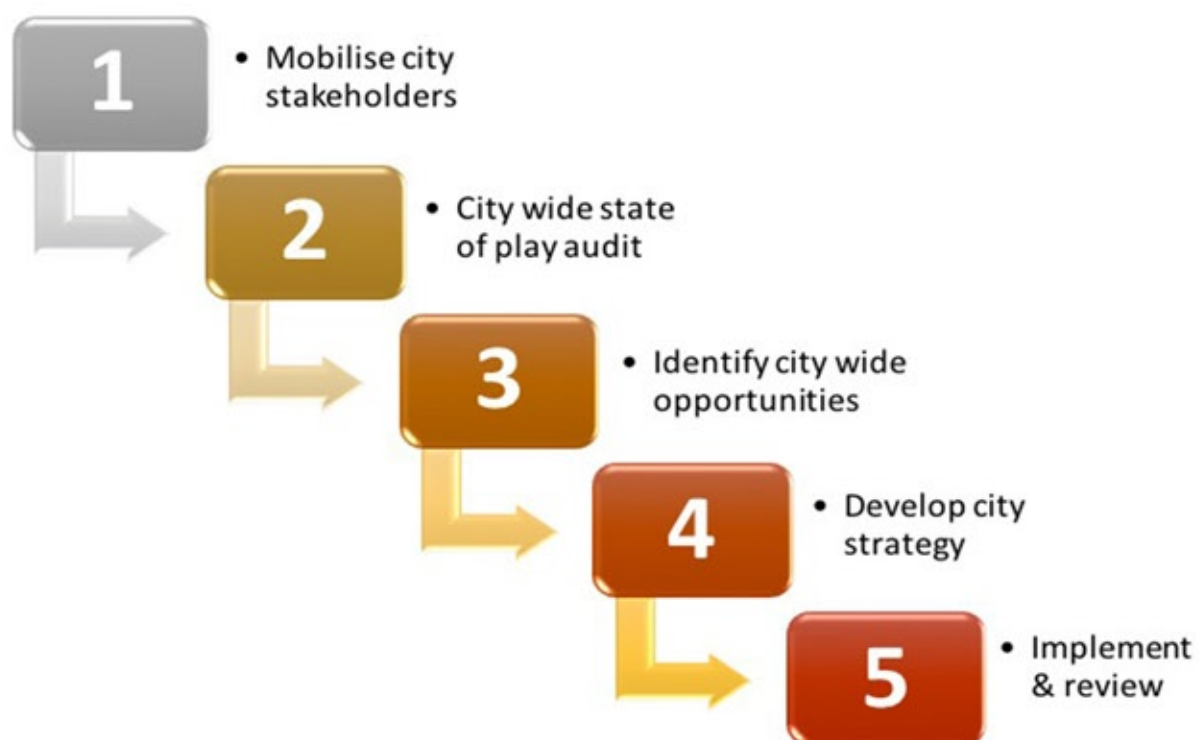 1
• Mobilise city
stakeholders
2
• City wide state
of play audit
3
• Identify city wide
opportunities
4
• Develop city
strategy
5
• Implement
& review